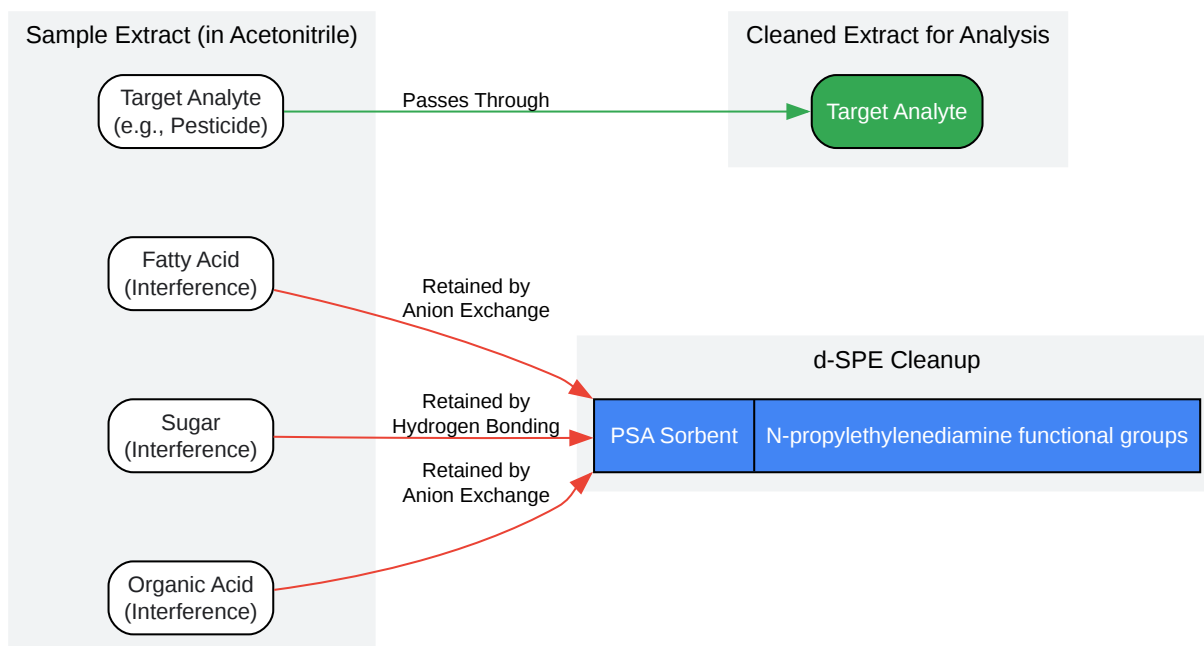 Sample Extract (in Acetonitrile)
Cleaned Extract for Analysis
Target Analyte
(e.g., Pesticide)
Passes Through
Target Analyte
Fatty Acid
(Interference)
Retained by
Anion Exchange
d-SPE Cleanup
Sugar
(Interference)
Retained by
Hydrogen Bonding
PSA Sorbent
N-propylethylenediamine functional groups
Retained by
Anion Exchange
Organic Acid
(Interference)